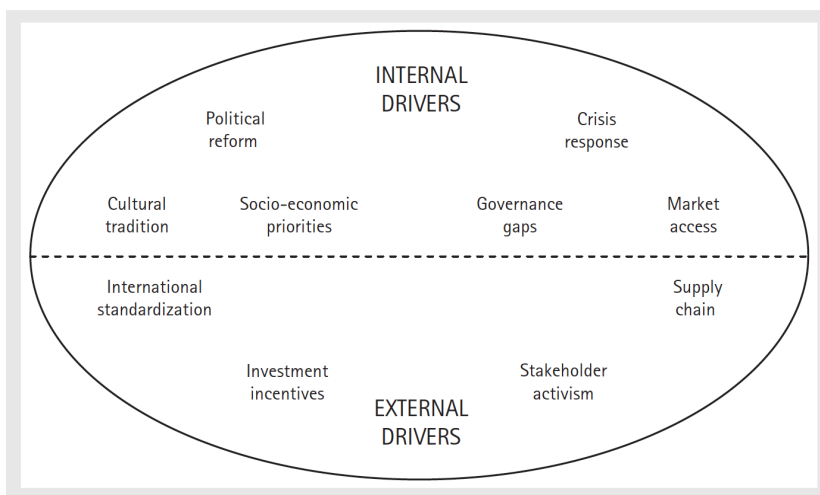 INTERNAL
DRIVERS
Political
reform
Crisis
response
Cultural
tradition
Socio-economic
priorities
Governance
gaps
Market
access
International
standardization
Supply
chain
Investment
incentives
Stakeholder
activism
EXTERNAL
DRIVERS